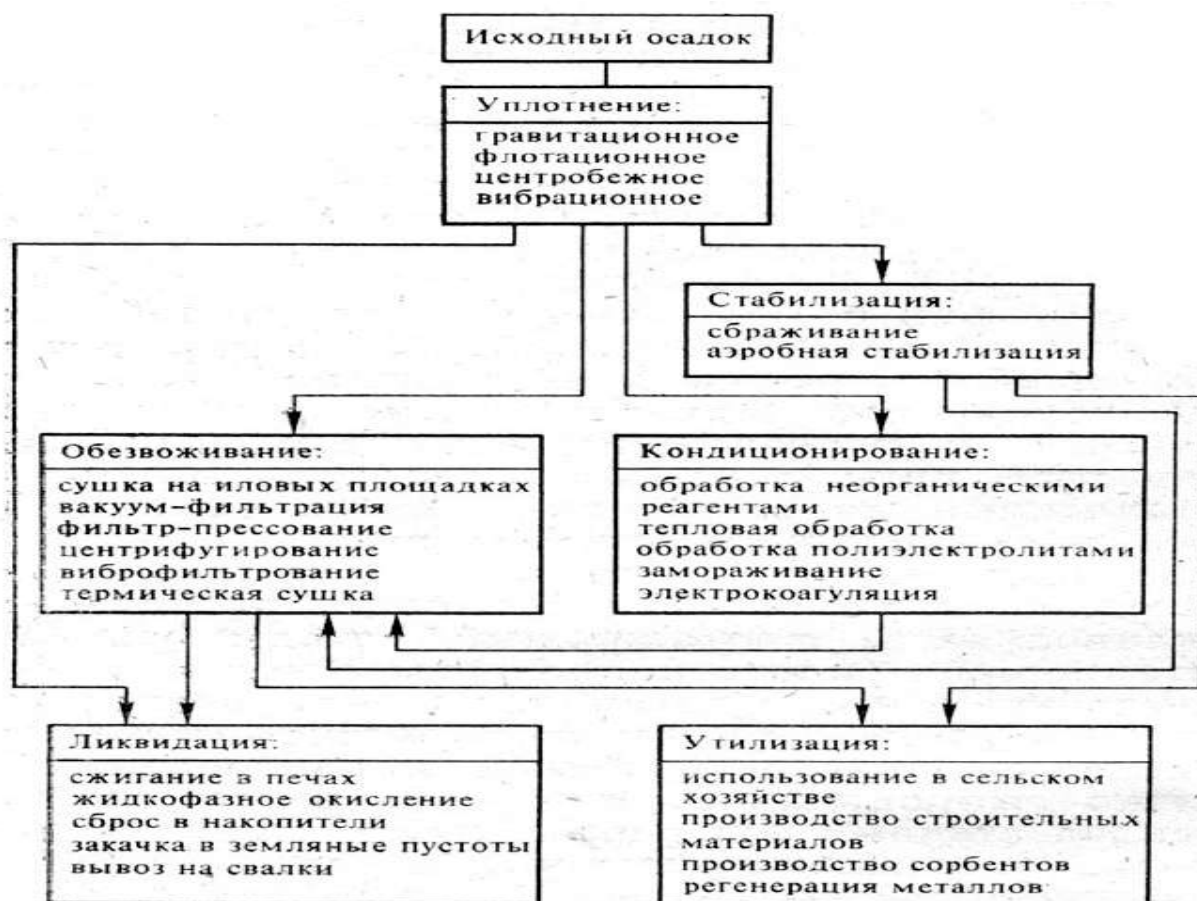 Исходный осадок
Уплотнение:
гравитационное
флотационное
центробежное
вибрационное
Стабилизация:
сбраживание
аэробная стабилизация
Обезвоживание:
сушка на иловых площадках
вакуум-фильтрация
фильтр-прессование
центрифугирование
виброфильтрование
термическая сушка
Кондиционирование:
обработка неорганическими
реагентами
тепловая обработка
обработка полиэлектролитами
замораживание
электрокоагуляция
Ликвидация:
сжигание в печах
жидкофазное окисление
сброс в накопители
закачка в земляные пустоты
вывоз на свалки
Утилизация:
использование в сельском
хозяйстве
производство строительных
материалов
производство сорбентов
регенерация металлов